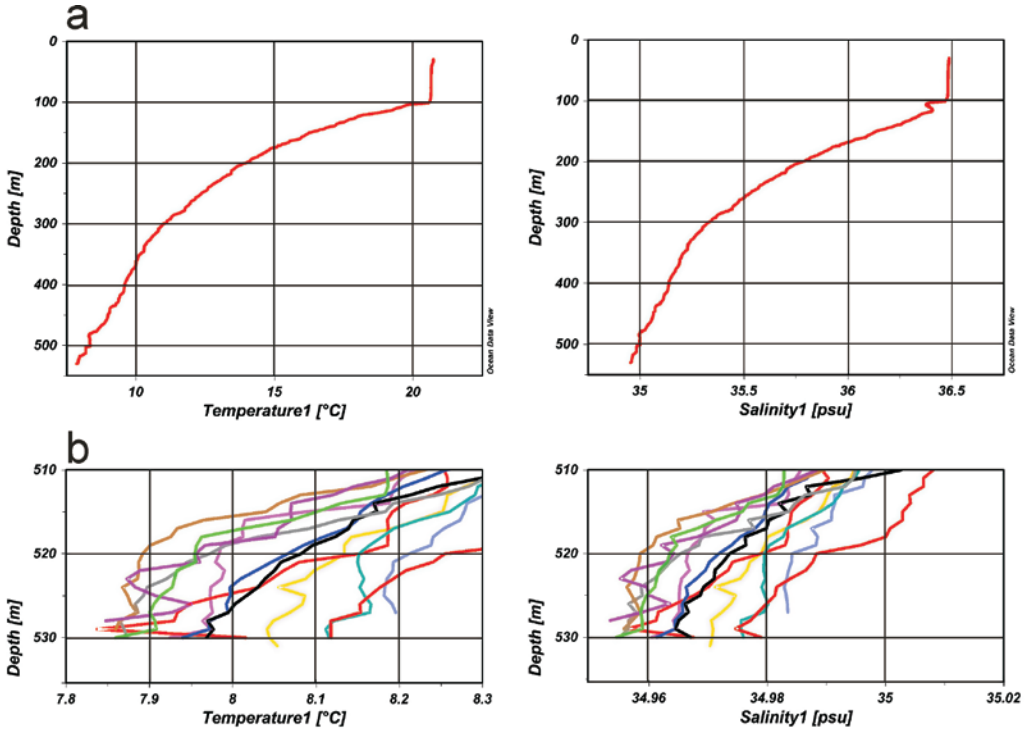 a
0
100
200
300
400
500
Depth [m]
10
15
20
Temperature1 [°C]
Ocean Data View
0
100
200
300
400
500
Depth [m]
35
35.5
36
36.5
Salinity1 [psu]
Ocean Data View
b
510
520
530
Depth [m]
7.8
7.9
8
8.1
8.2
8.3
Temperature1 [°C]
510
520
530
Depth [m]
34.96
34.98
35
35.02
Salinity1 [psu]